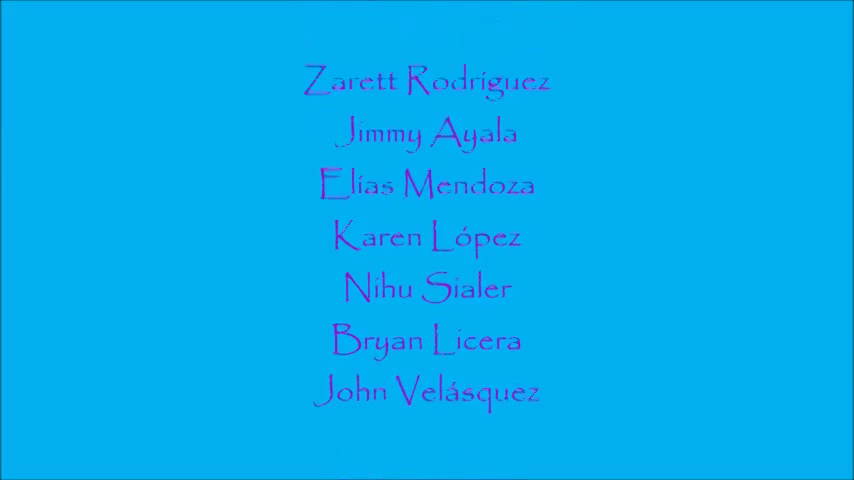 Zarett Rodríguez
Jimmy Ayala
Elías Mendoza
Karen López
Nihu Sialer
Bryan Licera
John Velásquez